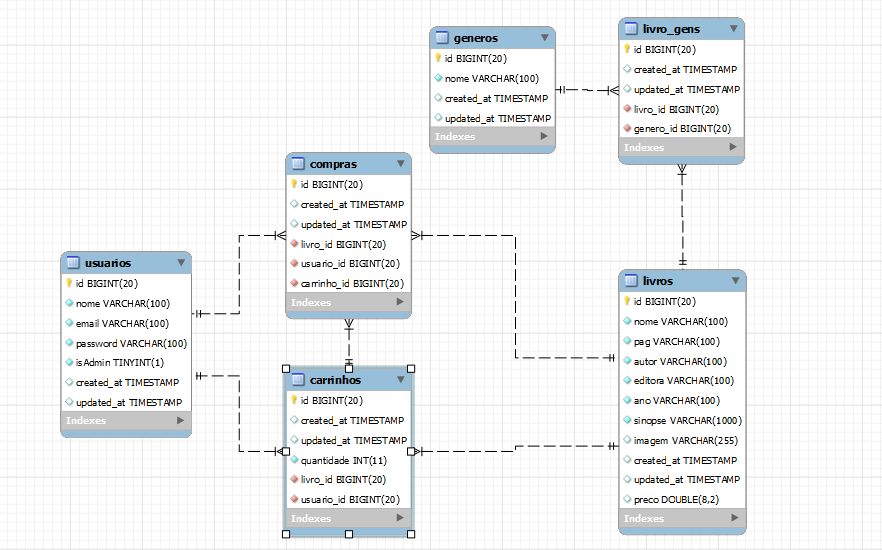 generos
id BIGINT(20)
nome VARCHAR(100)
created_at TIMESTAMP
updated_at TIMESTAMP
Indexes
livro_gens
id BIGINT(20)
created_at TIMESTAMP
updated_at TIMESTAMP
livro_id BIGINT(20)
genero_id BIGINT(20)
Indexes
compras
id BIGINT(20)
created_at TIMESTAMP
updated_at TIMESTAMP
livro_id BIGINT(20)
usuario_id BIGINT(20)
carrinho_id BIGINT(20)
Indexes
usuarios
id BIGINT(20)
nome VARCHAR(100)
email VARCHAR(100)
password VARCHAR(100)
isAdmin TINYINT(1)
created_at TIMESTAMP
updated_at TIMESTAMP
Indexes
carrinhos
id BIGINT(20)
created_at TIMESTAMP
updated_at TIMESTAMP
quantidade INT(11)
livro_id BIGINT(20)
usuario_id BIGINT(20)
Indexes
livros
id BIGINT(20)
nome VARCHAR(100)
pag VARCHAR(100)
autor VARCHAR(100)
editora VARCHAR(100)
ano VARCHAR(100)
sinopse VARCHAR(1000)
imagem VARCHAR(255)
created_at TIMESTAMP
updated_at TIMESTAMP
preco DOUBLE(8,2)
Indexes